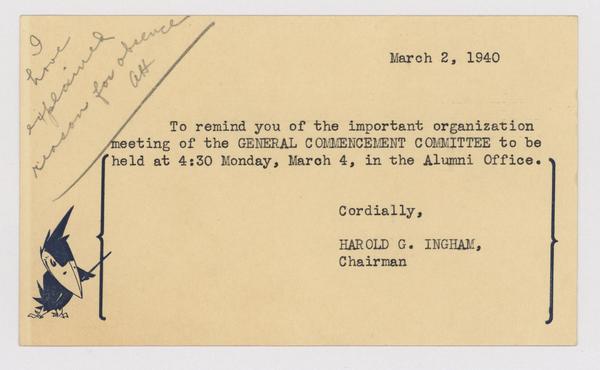 I
have
explained
reason for absence
AH
March 2, 1940
To remind you of the important organization
meeting of the GENERAL COMMENCEMENT COMMITTEE to be
held at 4:30 Monday, March 4, in the Alumni Office.
Cordially,
HAROLD G. INGHAM,
Chairman